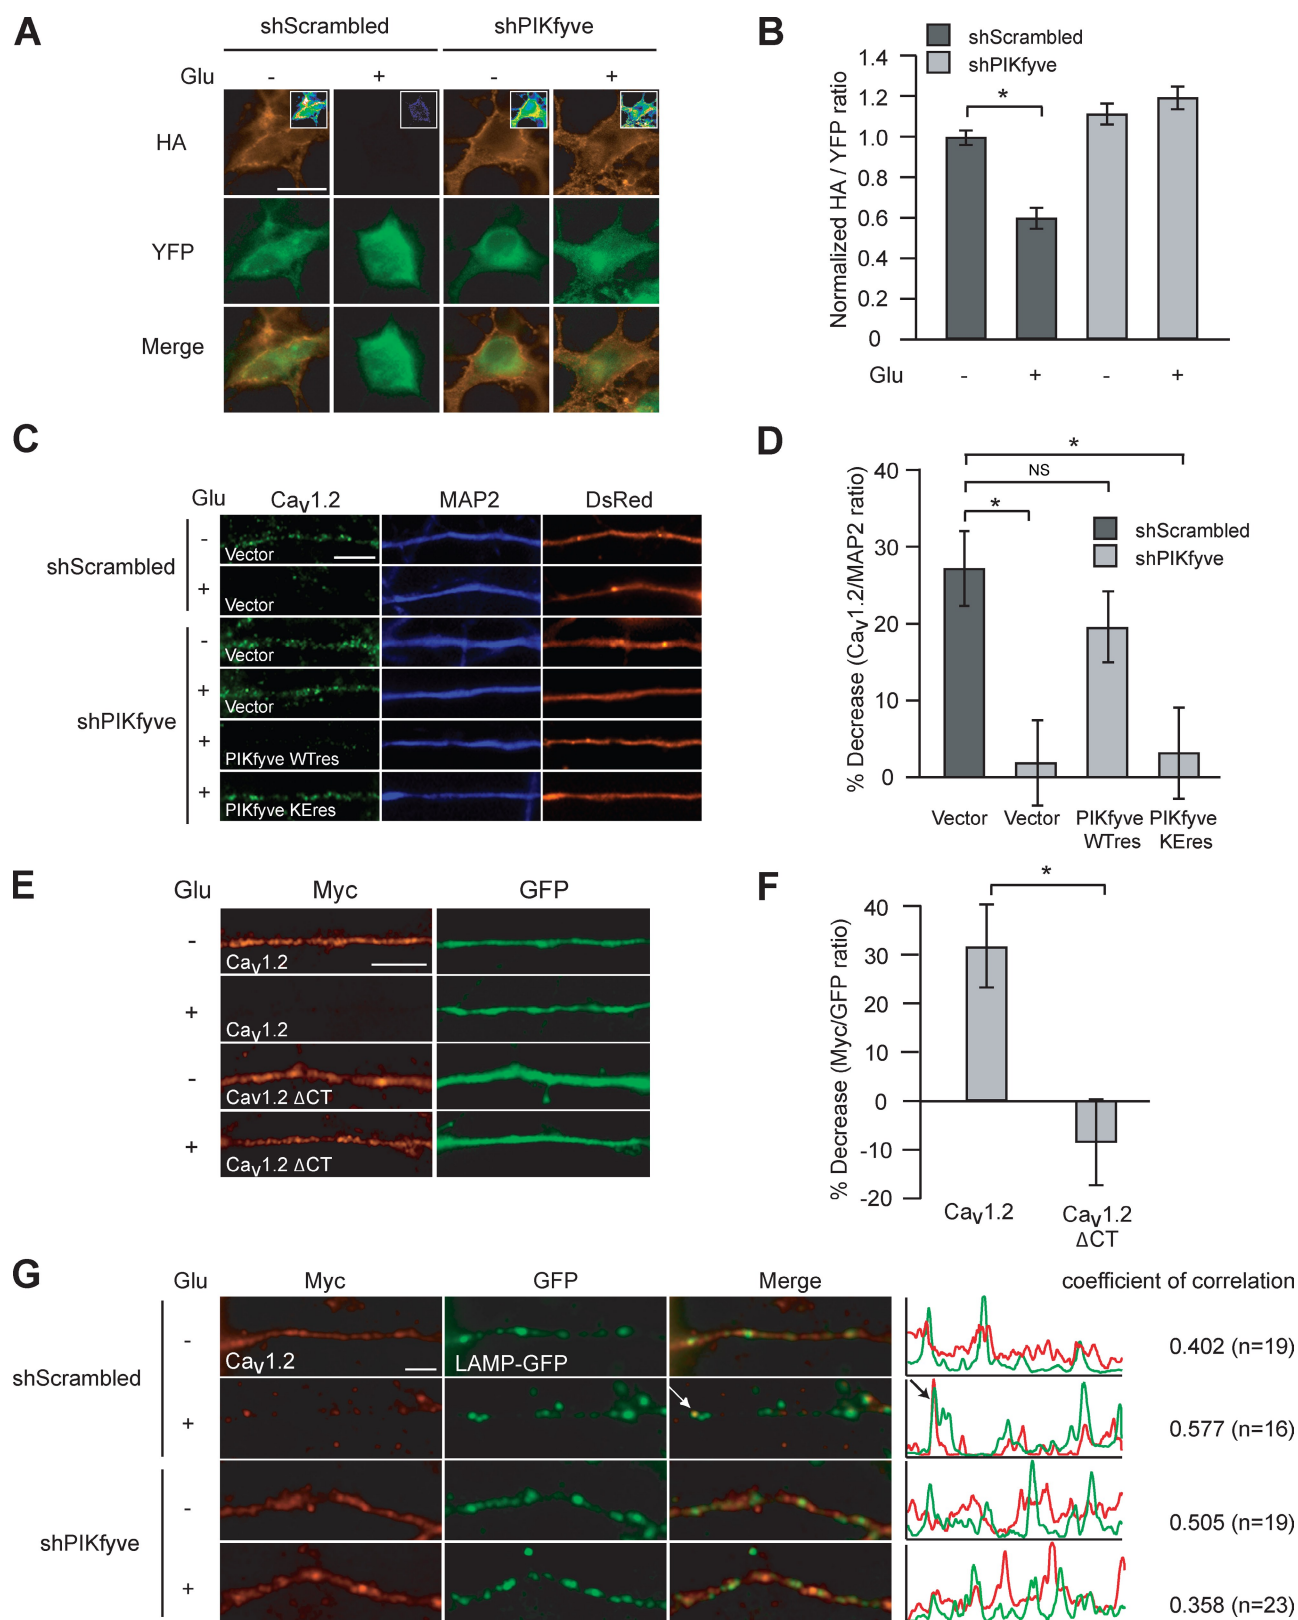 A
shScrambled shPIKfyve
Glu - + - +
HA
YFP
Merge
B
shScrambled
shPIKfyve
Normalized HA / YFP ratio
1.4
1.2
1.0
0.8
0.6
0.4
0.2
0
*
Glu - + - +
C
Glu Cav1.2 MAP2 DsRed
shScrambled
- Vector
+ Vector
shPIKfyve
- Vector
+ Vector
+ PIKfyve WTres
+ PIKfyve KEres
D
% Decrease (Cav1.2/MAP2 ratio)
40
30
20
10
0
*
NS
*
shScrambled
shPIKfyve
Vector Vector PIKfyve PIKfyve
WTres KEres
E
Glu Myc GFP
- Cav1.2
+ Cav1.2
- Cav1.2 ΔCT
+ Cav1.2 ΔCT
F
% Decrease (Myc/GFP ratio)
40
30
20
10
0
-10
-20
*
Cav1.2 Cav1.2
ΔCT
G
Glu Myc GFP Merge coefficient of correlation
shScrambled
- Cav1.2 LAMP-GFP 0.402 (n=19)
+ 0.577 (n=16)
shPIKfyve
- 0.505 (n=19)
+ 0.358 (n=23)